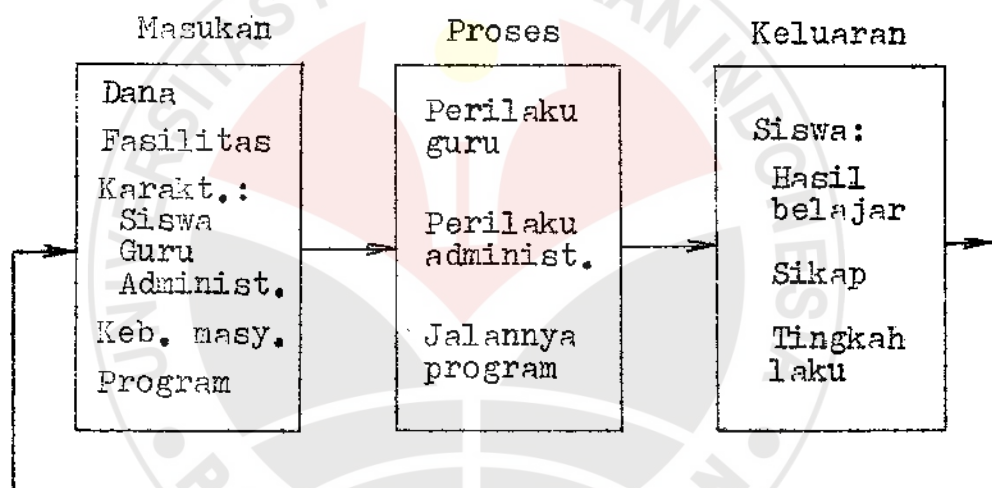 Masukan
Proses
Keluaran
Dana
Fasilitas
Karakt.:
Siswa
Guru
Administ.
Keb. masy.
Program
Perilaku
guru
Perilaku
administ.
Jalannya
program
Siswa:
Hasil
belajar
Sikap
Tingkah
laku